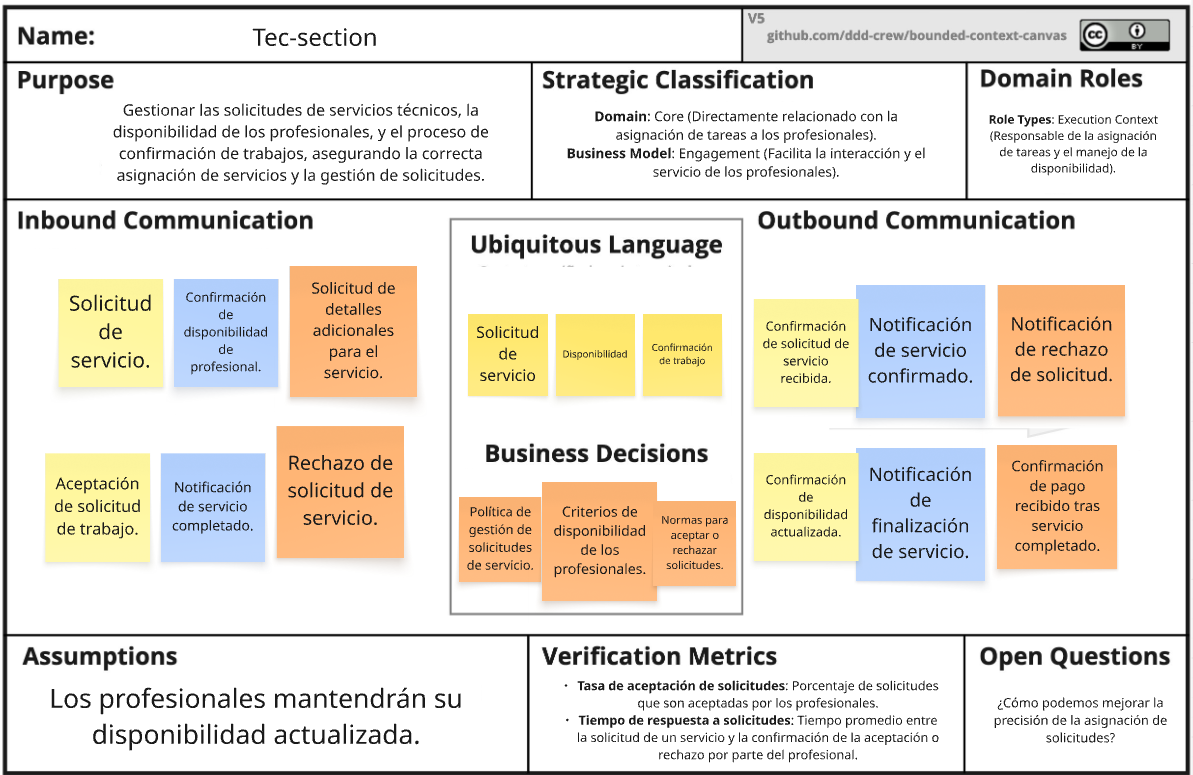 Name:
Tec-section
V5
github.com/ddd-crew/bounded-context-canvas
cc
BY
Purpose
Gestionar las solicitudes de servicios técnicos, la
disponibilidad de los profesionales, y el proceso de
confirmación de trabajos, asegurando la correcta
asignación de servicios y la gestión de solicitudes.
Strategic Classification
Domain: Core (Directamente relacionado con la
asignación de tareas a los profesionales).
Business Model: Engagement (Facilita la interacción y el
servicio de los profesionales).
Domain Roles
Role Types: Execution Context
(Responsable de la asignación
de tareas y el manejo de la
disponibilidad).
Inbound Communication
Solicitud
de
servicio.
Confirmación
de
disponibilidad
de
profesional.
Solicitud de
detalles
adicionales
para el
servicio.
Aceptación
de solicitud
de trabajo.
Notificación
de servicio
completado.
Rechazo de
solicitud de
servicio.
Ubiquitous Language
Solicitud
de
servicio
Disponibilidad
Confirmación
de trabajo
Business Decisions
Política de
gestión de
solicitudes
de servicio.
Criterios de
disponibilidad
de los
profesionales.
Normas para
aceptar o
rechazar
solicitudes.
Outbound Communication
Confirmación
de solicitud de
servicio
recibida.
Notificación
de servicio
confirmado.
Notificación
de rechazo
de solicitud.
Confirmación
de
disponibilidad
actualizada.
Notificación
de
finalización
de servicio.
Confirmación
de pago
recibido tras
servicio
completado.
Assumptions
Los profesionales mantendrán su
disponibilidad actualizada.
Verification Metrics
· Tasa de aceptación de solicitudes: Porcentaje de solicitudes
que son aceptadas por los profesionales.
· Tiempo de respuesta a solicitudes: Tiempo promedio entre
la solicitud de un servicio y la confirmación de la aceptación o
rechazo por parte del profesional.
Open Questions
¿Cómo podemos mejorar la
precisión de la asignación de
solicitudes?